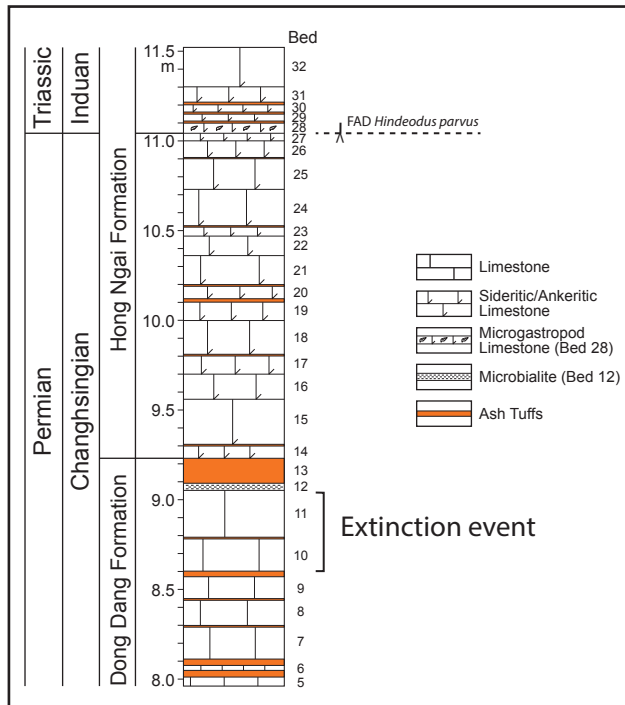 Bed
Triassic
Induan
Permian
Changhsingian
Hong Ngai Formation
Dong Dang Formation
11.5
m
11.0
10.5
10.0
9.5
9.0
8.5
8.0
32
31
30
29
28
27
26
25
24
23
22
21
20
19
18
17
16
15
14
13
12
11
10
9
8
7
6
5
FAD Hindeodus parvus
Extinction event
Limestone
Sideritic/Ankeritic
Limestone
Microgastropod
Limestone (Bed 28)
Microbialite (Bed 12)
Ash Tuffs